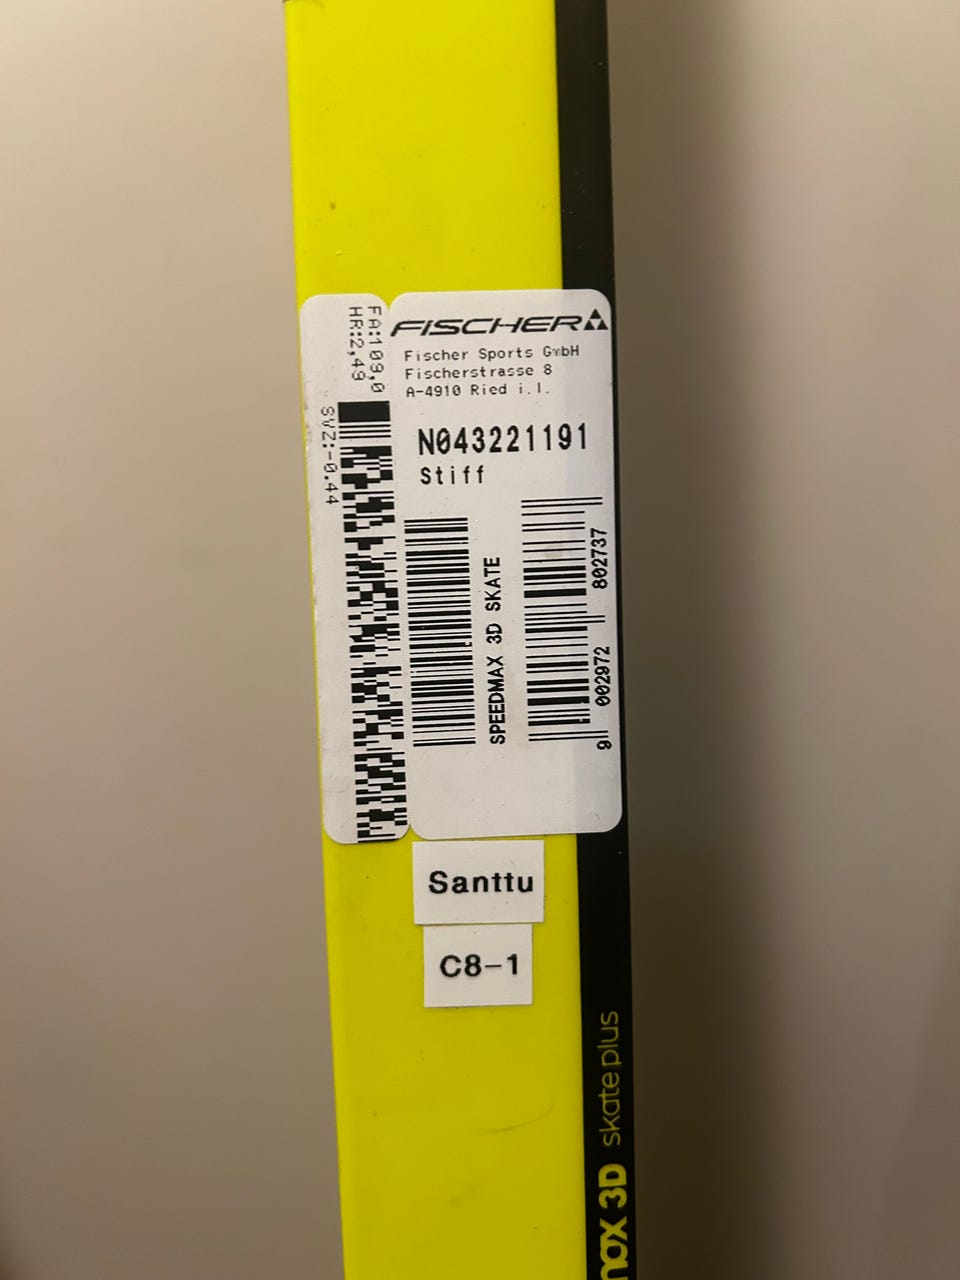 FA:109,0
HR:2,49
SVZ:-0.44
FISCHER
Fischer Sports GmbH
Fischerstrasse 8
A-4910 Ried i.I.
N043221191
Stiff
SPEEDMAX 3D SKATE
9 002972 802737
Santtu
C8-1
max 3D skate plus